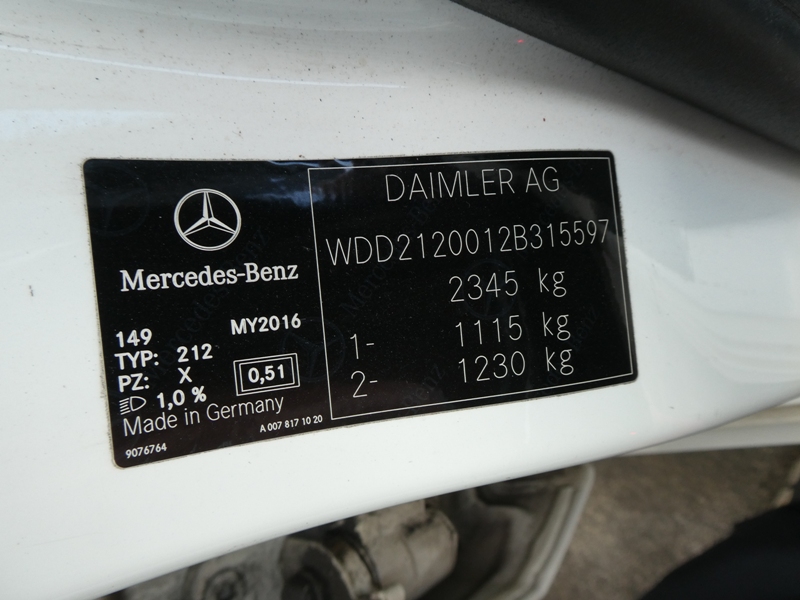 Mercedes-Benz
149 MY2016
TYP: 212
PZ: X 0,51
1,0 %
Made in Germany
9076764 A 007 817 10 20
DAIMLER AG
WDD2120012B315597
2345 kg
1- 1115 kg
2- 1230 kg